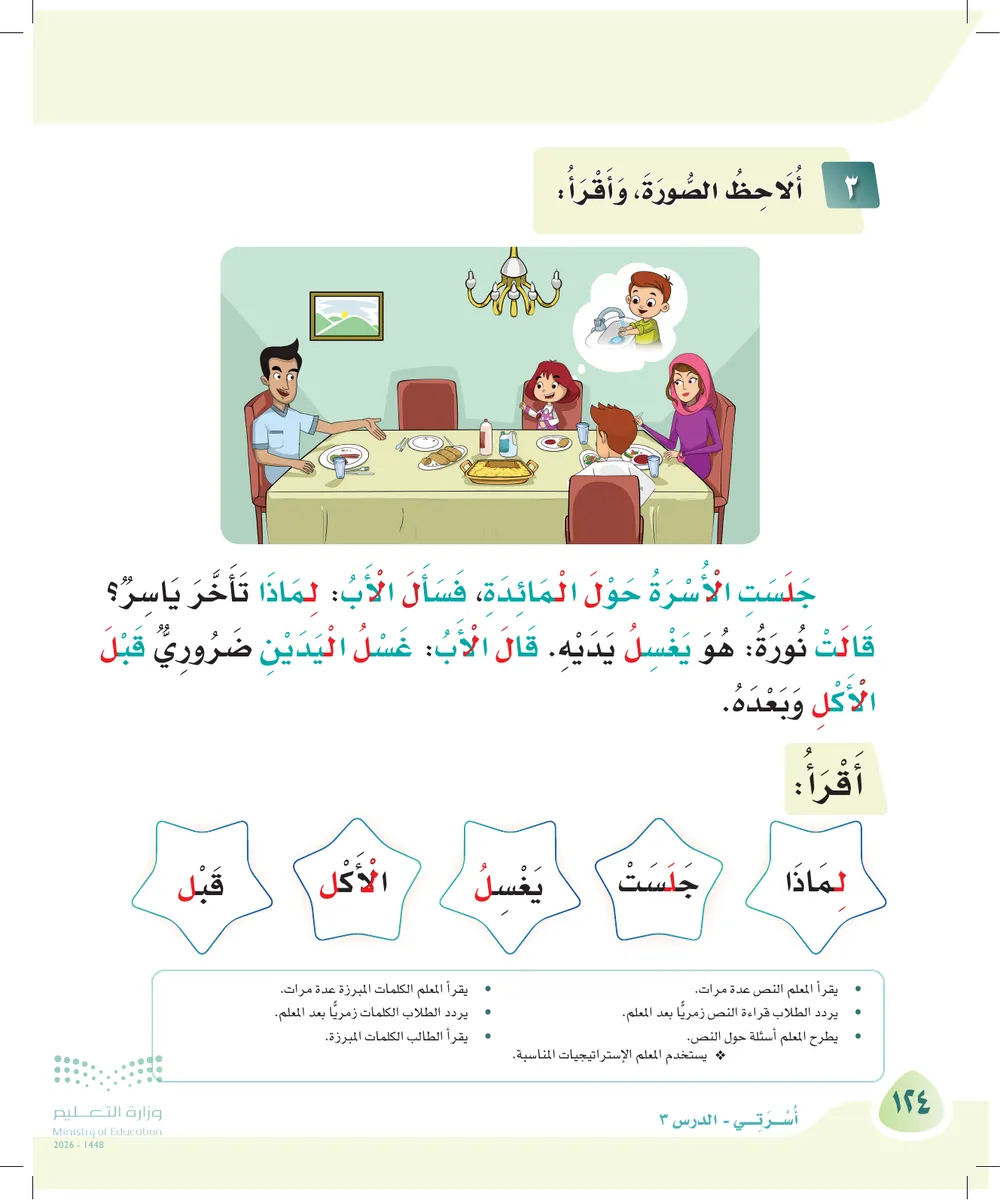 ٣
أُلَاحِظُ الصُّورَةَ، وَأَقْرَأُ:
جَلَسَتِ الْأُسْرَةُ حَوْلَ الْمَائِدَةِ، فَسَأَلَ الْأَبُ: لِمَاذَا تَأَخَّرَ يَاسِرٌ؟
قَالَتْ نُورَةُ: هُوَ يَغْسِلُ يَدَيْهِ. قَالَ الْأَبُ: غَسْلُ الْيَدَيْنِ ضَرُورِيٌّ قَبْلَ
الْأَكْلِ وَبَعْدَهُ.
أَقْرَأُ:
لِمَاذَا جَلَسَتْ يَغْسِلُ الْأَكْل قَبْل
• يقرأ المعلم النص عدة مرات.
• يردد الطلاب قراءة النص زمريًّا بعد المعلم.
• يطرح المعلم أسئلة حول النص.
• يقرأ المعلم الكلمات المبرزة عدة مرات.
• يردد الطلاب الكلمات زمريًّا بعد المعلم.
• يقرأ الطالب الكلمات المبرزة.
❖ يستخدم المعلم الإستراتيجيات المناسبة.
وزارة التعـــليم
Ministry of Education
2026 - 1448
أُسْـــرَتِـــي - الدرس ٣
١٢٤